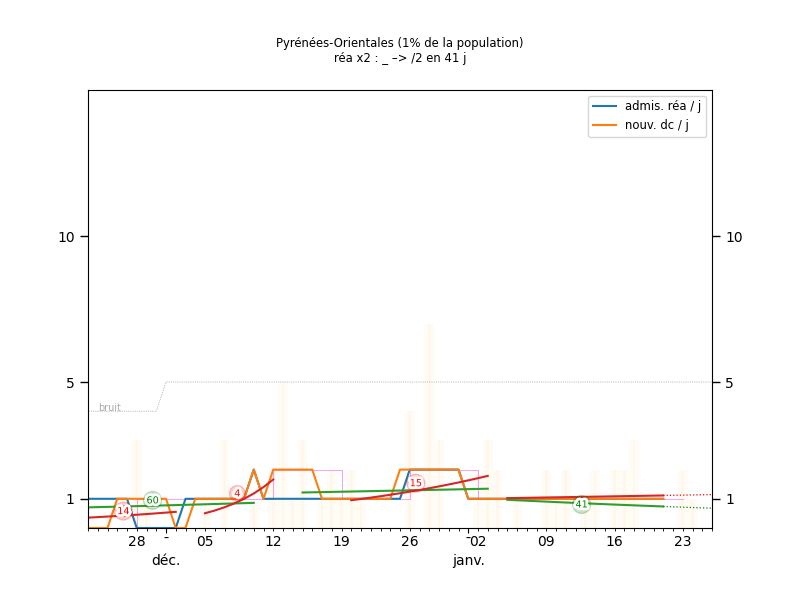 Pyrénées-Orientales (1% de la population)
réa x2 : _ –> /2 en 41 j
admis. réa / j
nouv. dc / j
10 10
5 5
bruit
60 4 15
14 41
1 1
28 - 05 12 19 26 -02 09 16 23
déc. janv.